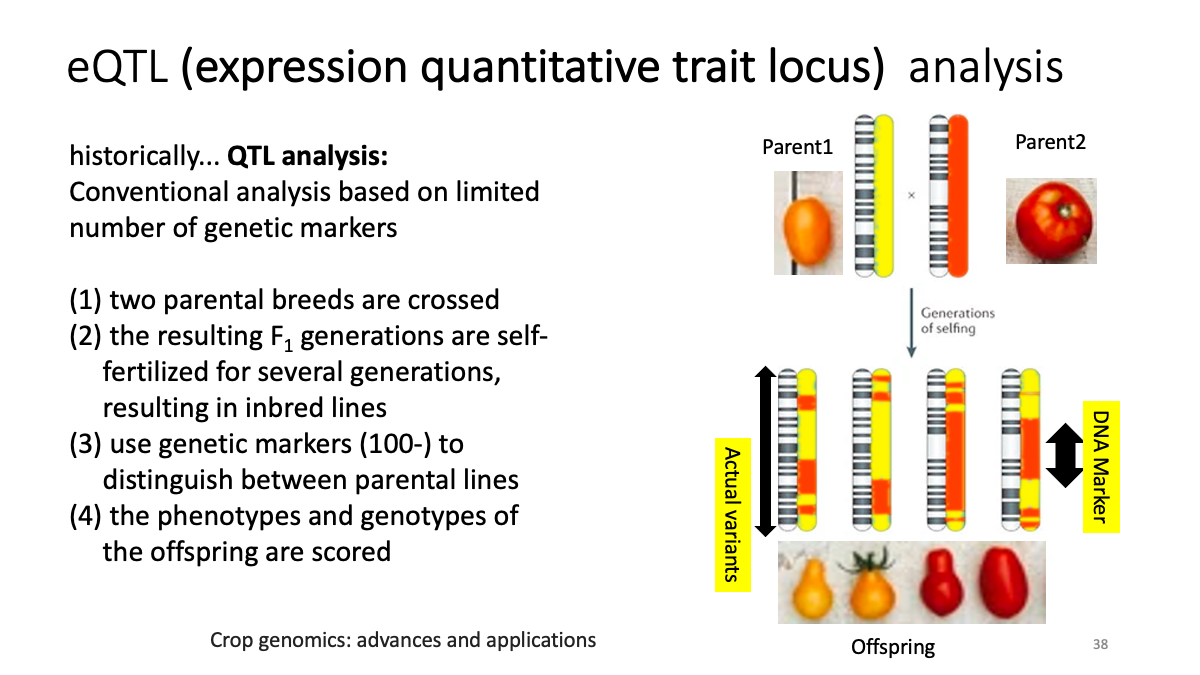 eQTL (expression quantitative trait locus) analysis
historically... QTL analysis:
Conventional analysis based on limited
number of genetic markers
(1) two parental breeds are crossed
(2) the resulting F1 generations are self-
fertilized for several generations,
resulting in inbred lines
(3) use genetic markers (100-) to
distinguish between parental lines
(4) the phenotypes and genotypes of
the offspring are scored
Parent1
×
Parent2
Generations
of selfing
Actual variants
DNA Marker
Offspring
Crop genomics: advances and applications
38